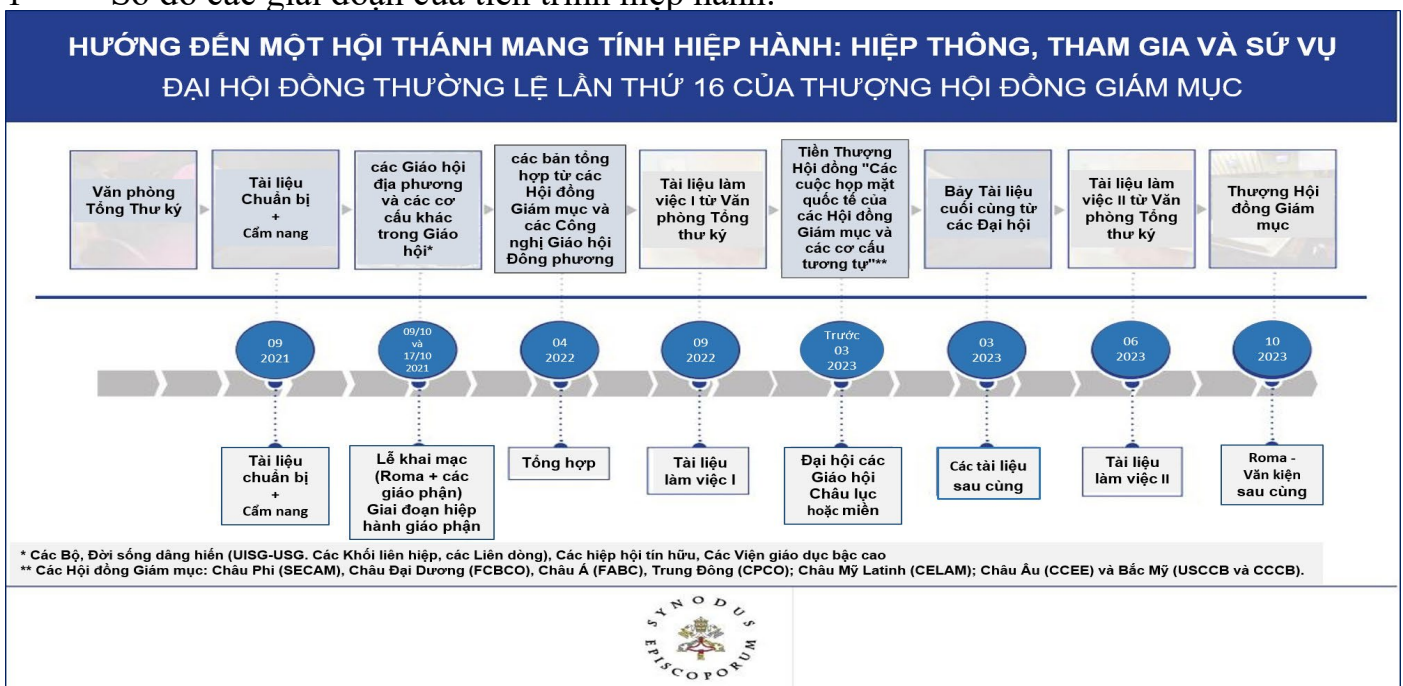 1 Sơ đồ các giai đoạn của tiến trình hiệp hành:
HƯỚNG ĐẾN MỘT HỘI THÁNH MANG TÍNH HIỆP HÀNH: HIỆP THÔNG, THAM GIA VÀ SỨ VỤ
ĐẠI HỘI ĐỒNG THƯỜNG LỆ LẦN THỨ 16 CỦA THƯỢNG HỘI ĐỒNG GIÁM MỤC
Văn phòng
Tổng Thư ký
Tài liệu
Chuẩn bị
+
Cẩm nang
các Giáo hội
địa phương
và các cơ
cấu khác
trong Giáo
hội*
các bản tổng
hợp từ các
Hội đồng
Giám mục và
các Công
nghị Giáo hội
Đông phương
Tài liệu làm
việc I từ Văn
phòng Tổng
thư ký
Tiền Thượng
Hội đồng "Các
cuộc họp mặt
quốc tế của
các Hội đồng
Giám mục và
các cơ cấu
tương tự"**
Bảy Tài liệu
cuối cùng từ
các Đại hội
Tài liệu làm
việc II từ Văn
phòng Tổng
thư ký
Thượng Hội
đồng Giám
mục
09
2021
09/10
và
17/10
2021
04
2022
09
2022
Trước
03
2023
03
2023
06
2023
10
2023
Tài liệu
chuẩn bị
+
Cẩm nang
Lễ khai mạc
(Roma + các
giáo phận)
Giai đoạn hiệp
hành giáo phận
Tổng hợp
Tài liệu
làm việc I
Đại hội các
Giáo hội
Châu lục
hoặc miền
Các tài liệu
sau cùng
Tài liệu
làm việc II
Roma -
Văn kiện
sau cùng
* Các Bộ, Đời sống dâng hiến (UISG-USG. Các Khối liên hiệp, các Liên dòng), Các hiệp hội tín hữu, Các Viện giáo dục bậc cao
** Các Hội đồng Giám mục: Châu Phi (SECAM), Châu Đại Dương (FCBCO), Châu Á (FABC), Trung Đông (CPCO); Châu Mỹ Latinh (CELAM); Châu Âu (CCEE) và Bắc Mỹ (USCCB và CCCB).
SYNODUS
EPISCOPORUM